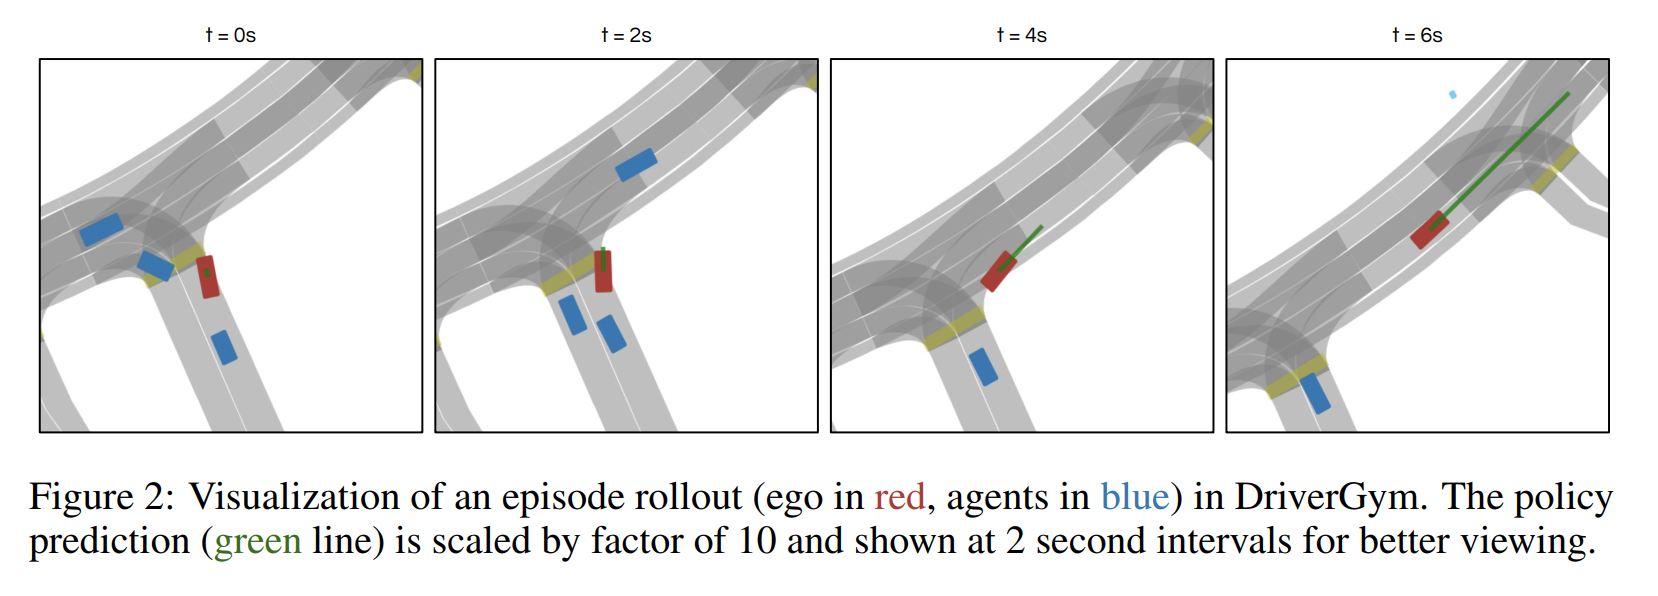 t = 0s
t = 2s
t = 4s
t = 6s
Figure 2: Visualization of an episode rollout (ego in red, agents in blue) in DriverGym. The policy
prediction (green line) is scaled by factor of 10 and shown at 2 second intervals for better viewing.